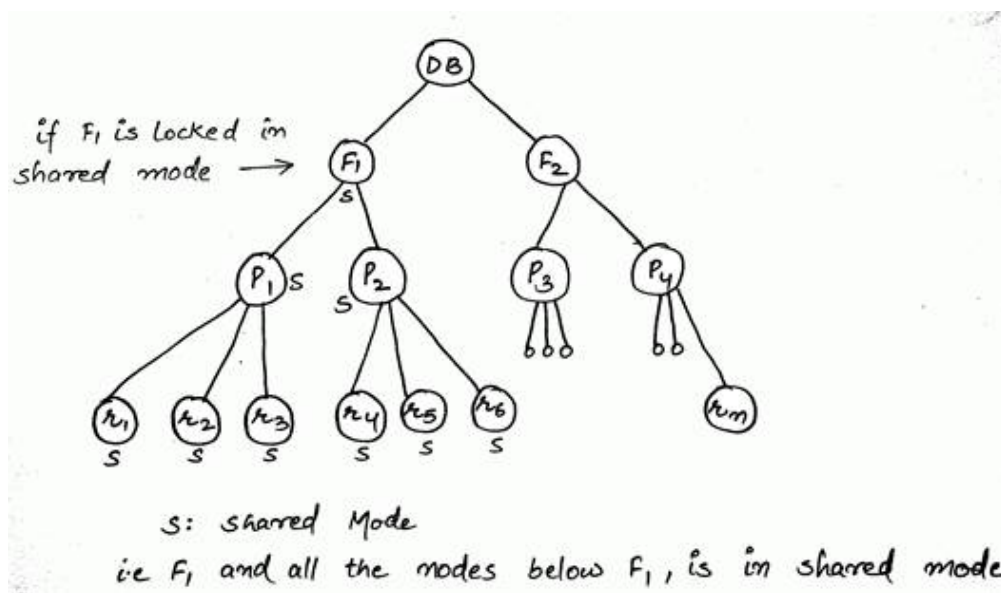 DB
if F1 is locked in
shared mode →
F1
F2
S
P1 S
P2
S
P3
P4
r1
r2
r3
r4
r5
r6
rn
S
S
S
S
S
S
S: shared Mode
i.e F1 and all the nodes below F1, is in shared mode